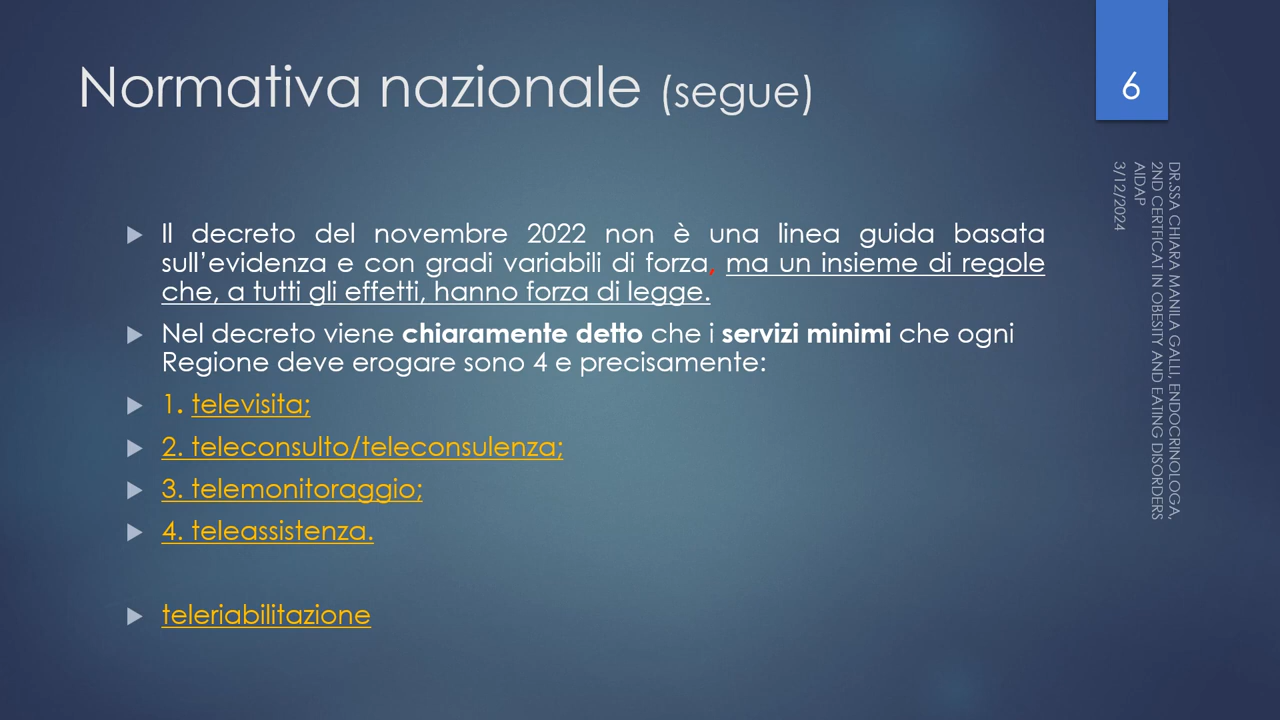 Normativa nazionale (segue)
6
Il decreto del novembre 2022 non è una linea guida basata
sull’evidenza e con gradi variabili di forza, ma un insieme di regole
che, a tutti gli effetti, hanno forza di legge.
Nel decreto viene chiaramente detto che i servizi minimi che ogni
Regione deve erogare sono 4 e precisamente:
1. televisita;
2. teleconsulto/teleconsulenza;
3. telemonitoraggio;
4. teleassistenza.
teleriabilitazione
DR.SSA CHIARA MANILA GALLI, ENDOCRINOLOGA,
2ND CERTFICAT IN OBESITY AND EATING DISORDERS
AIDAP
3/12/2024